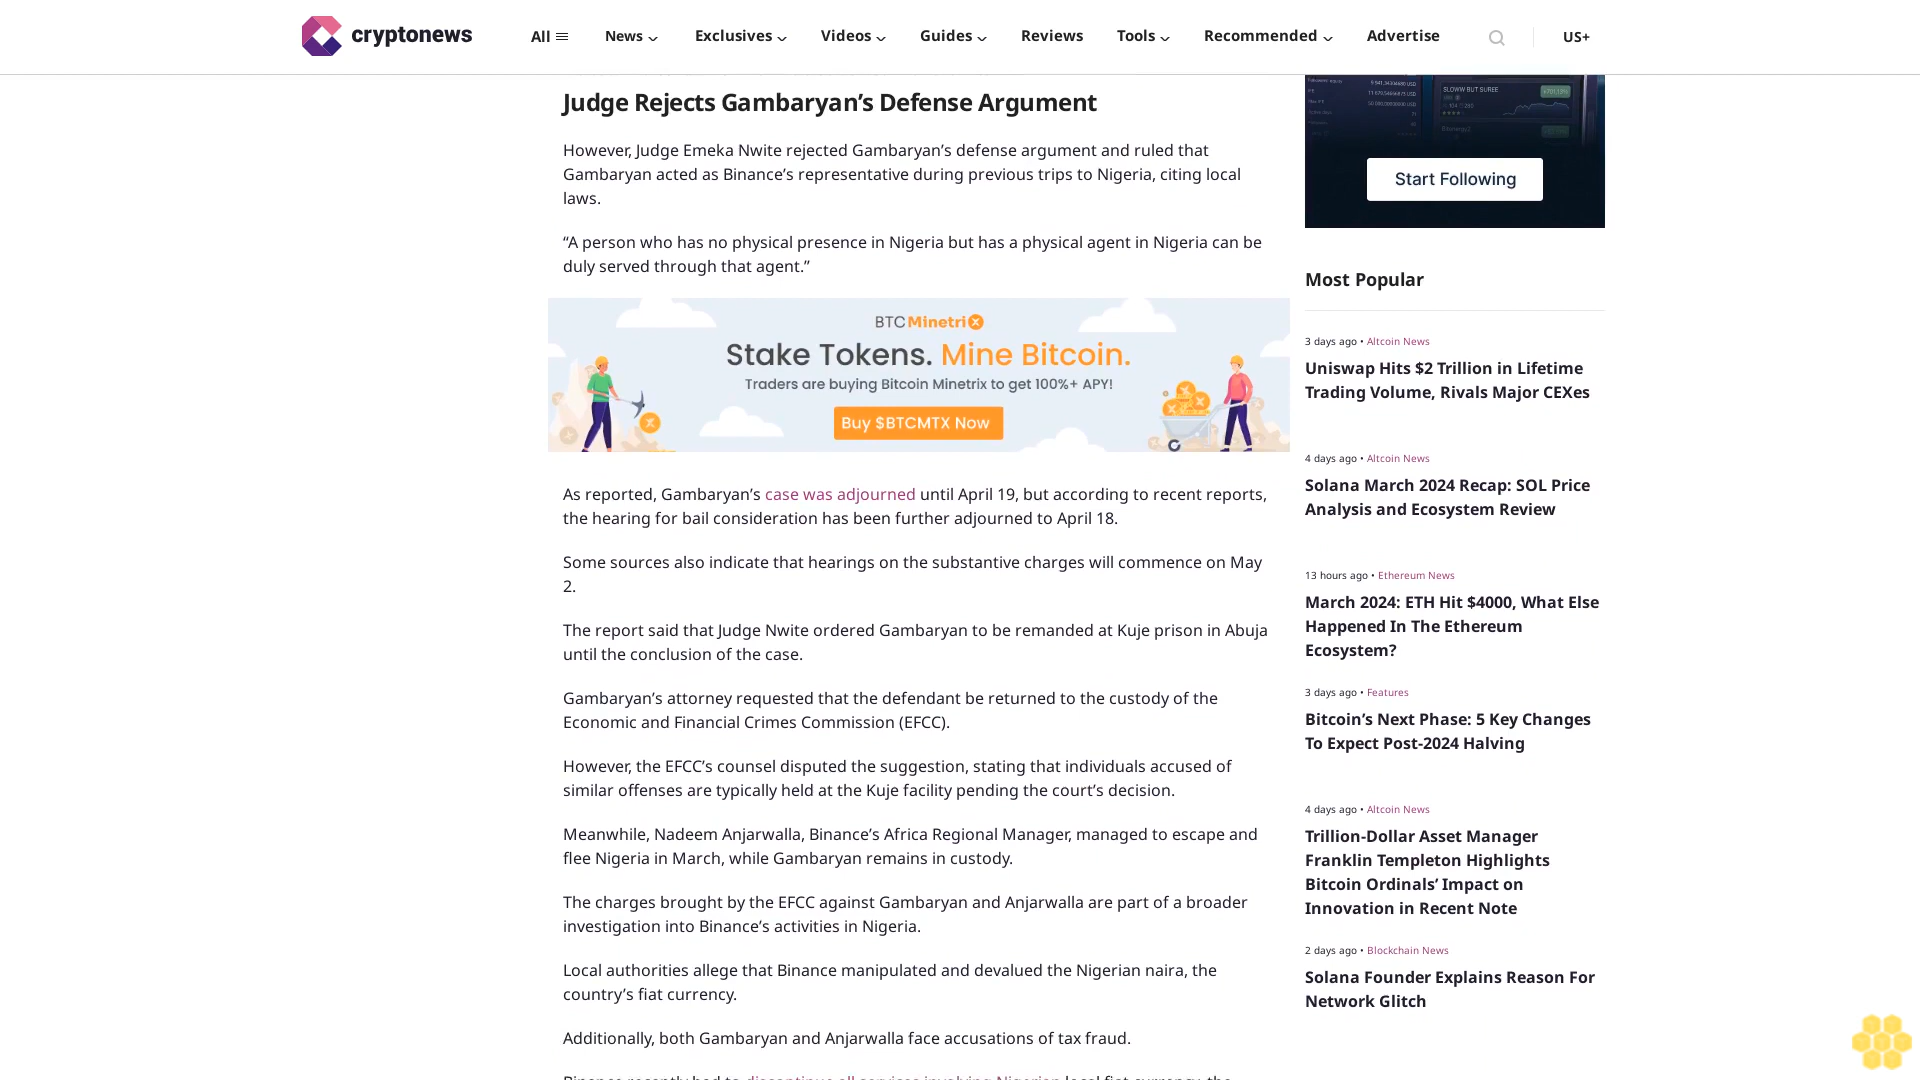 cryptonews
All
News
Exclusives
Videos
Guides
Reviews
Tools
Recommended
Advertise
US+
Judge Rejects Gambaryan’s Defense Argument
However, Judge Emeka Nwite rejected Gambaryan’s defense argument and ruled that
Gambaryan acted as Binance’s representative during previous trips to Nigeria, citing local
laws.
“A person who has no physical presence in Nigeria but has a physical agent in Nigeria can be
duly served through that agent.”
BTC Minetrix
Stake Tokens. Mine Bitcoin.
Traders are buying Bitcoin Minetrix to get 100%+ APY!
Buy $BTCMTX Now
As reported, Gambaryan’s case was adjourned until April 19, but according to recent reports,
the hearing for bail consideration has been further adjourned to April 18.
Some sources also indicate that hearings on the substantive charges will commence on May
2.
The report said that Judge Nwite ordered Gambaryan to be remanded at Kuje prison in Abuja
until the conclusion of the case.
Gambaryan’s attorney requested that the defendant be returned to the custody of the
Economic and Financial Crimes Commission (EFCC).
However, the EFCC’s counsel disputed the suggestion, stating that individuals accused of
similar offenses are typically held at the Kuje facility pending the court’s decision.
Meanwhile, Nadeem Anjarwalla, Binance’s Africa Regional Manager, managed to escape and
flee Nigeria in March, while Gambaryan remains in custody.
The charges brought by the EFCC against Gambaryan and Anjarwalla are part of a broader
investigation into Binance’s activities in Nigeria.
Local authorities allege that Binance manipulated and devalued the Nigerian naira, the
country’s fiat currency.
Additionally, both Gambaryan and Anjarwalla face accusations of tax fraud.
Binance recently had to discontinue all services involving Nigerian local fiat currency, the
SLOWW BUT SUREE
Start Following
Most Popular
3 days ago • Altcoin News
Uniswap Hits $2 Trillion in Lifetime
Trading Volume, Rivals Major CEXes
4 days ago • Altcoin News
Solana March 2024 Recap: SOL Price
Analysis and Ecosystem Review
13 hours ago • Ethereum News
March 2024: ETH Hit $4000, What Else
Happened In The Ethereum
Ecosystem?
3 days ago • Features
Bitcoin’s Next Phase: 5 Key Changes
To Expect Post-2024 Halving
4 days ago • Altcoin News
Trillion-Dollar Asset Manager
Franklin Templeton Highlights
Bitcoin Ordinals’ Impact on
Innovation in Recent Note
2 days ago • Blockchain News
Solana Founder Explains Reason For
Network Glitch